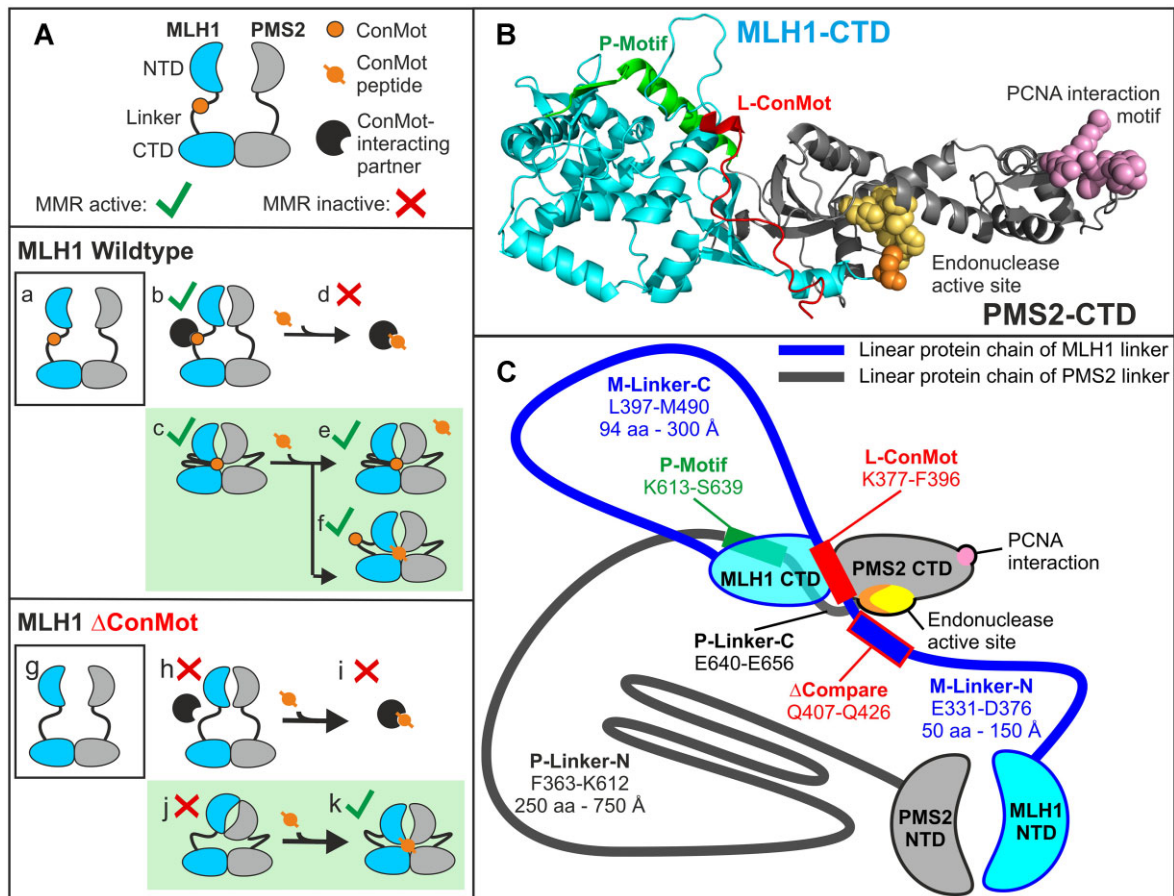 A
MLH1 PMS2
NTD
Linker
CTD
ConMot
ConMot
peptide
ConMot-
interacting
partner
MMR active:
MMR inactive:
MLH1 Wildtype
a
b
d
c
e
f
MLH1 ΔConMot
g
h
i
j
k
B
MLH1-CTD
P-Motif
L-ConMot
PCNA interaction
motif
Endonuclease
active site
PMS2-CTD
C
Linear protein chain of MLH1 linker
Linear protein chain of PMS2 linker
M-Linker-C
L397-M490
94 aa - 300 Å
P-Motif
K613-S639
L-ConMot
K377-F396
MLH1 CTD
PMS2 CTD
PCNA
interaction
Endonuclease
active site
P-Linker-C
E640-E656
ΔCompare
Q407-Q426
M-Linker-N
E331-D376
50 aa - 150 Å
P-Linker-N
F363-K612
250 aa - 750 Å
PMS2
NTD
MLH1
NTD